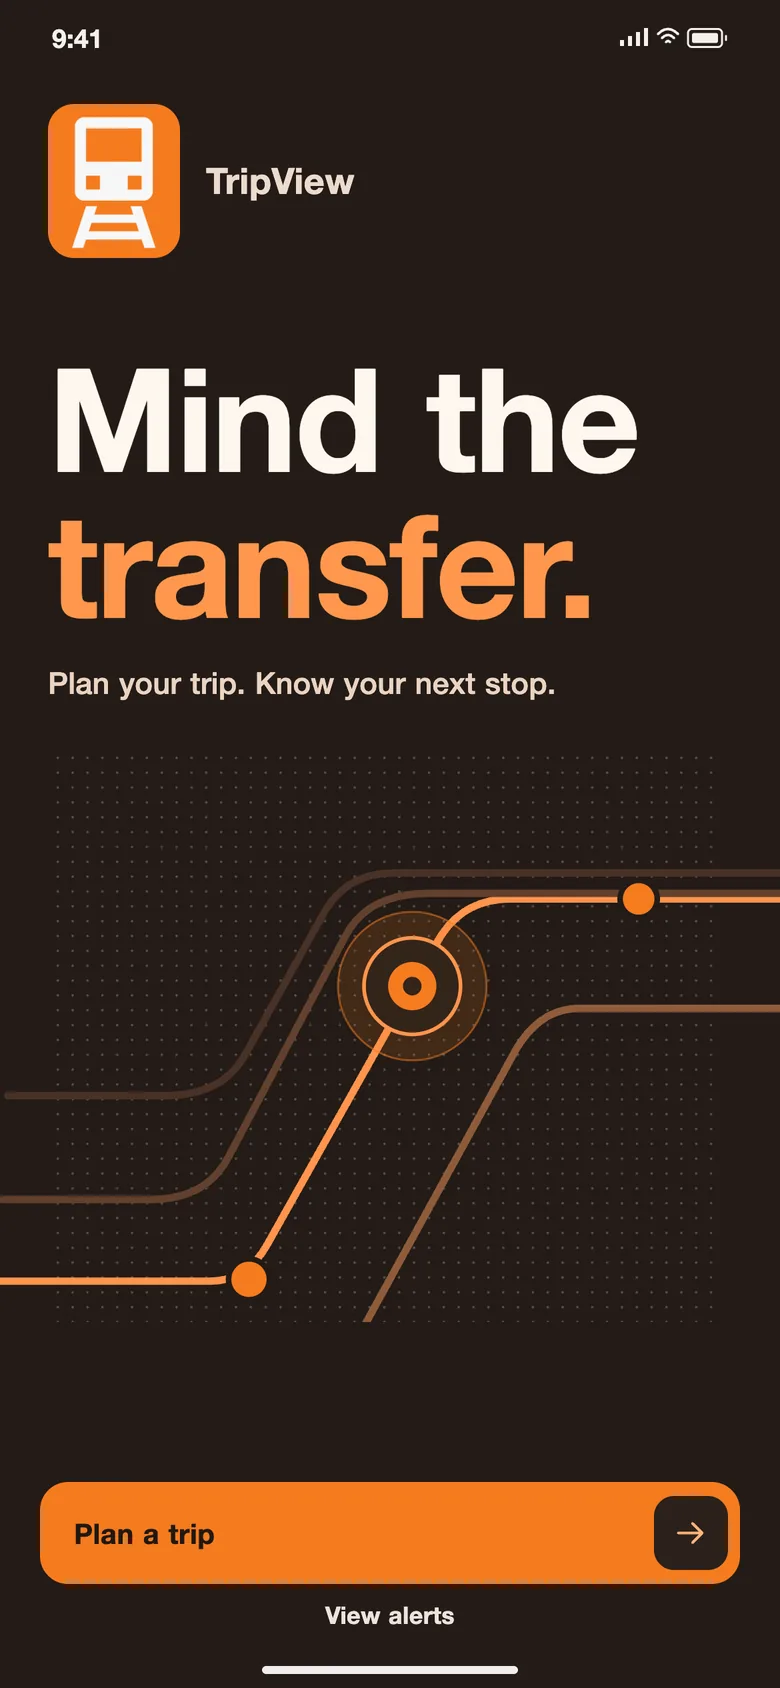 9:41
TripView
Mind the
transfer.
Plan your trip. Know your next stop.
Plan a trip
View alerts